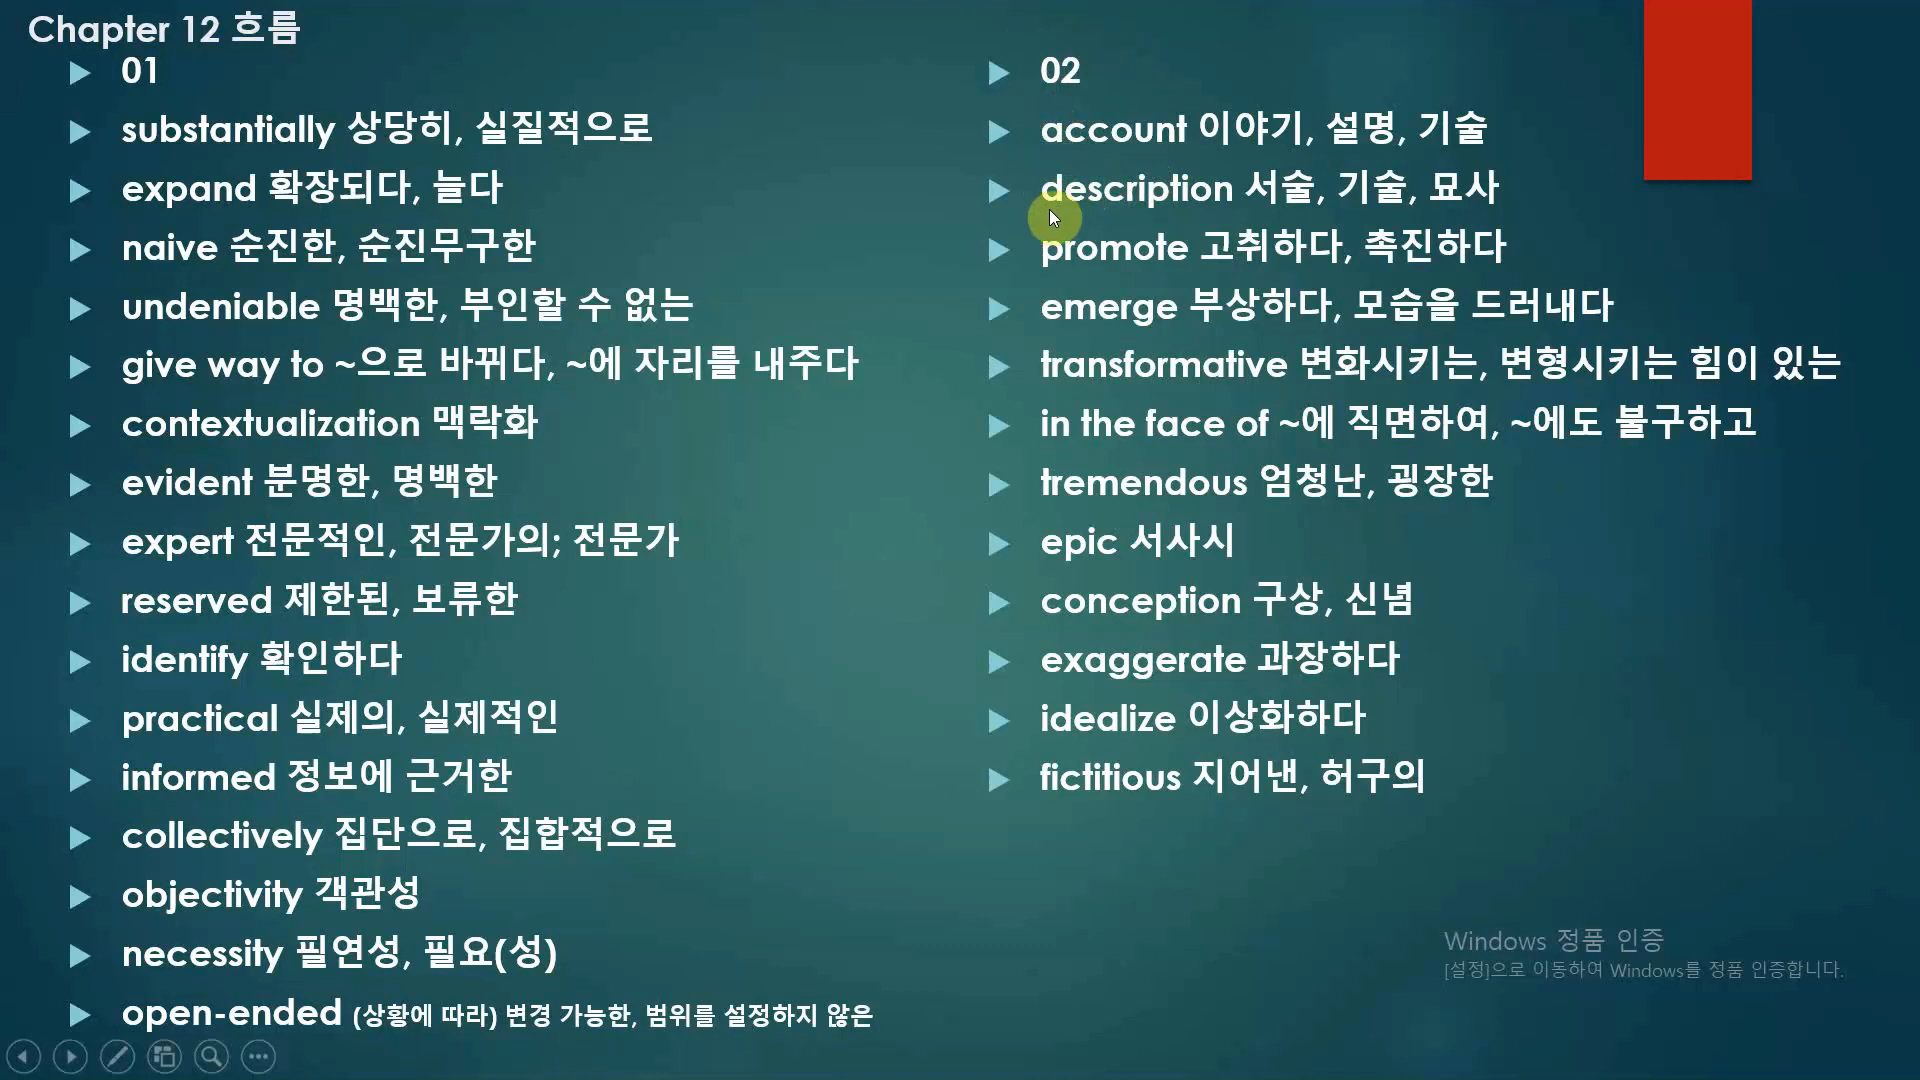 Chapter 12 흐름
01
substantially 상당히, 실질적으로
expand 확장되다, 늘다
naive 순진한, 순진무구한
undeniable 명백한, 부인할 수 없는
give way to ~으로 바뀌다, ~에 자리를 내주다
contextualization 맥락화
evident 분명한, 명백한
expert 전문적인, 전문가의; 전문가
reserved 제한된, 보류한
identify 확인하다
practical 실제의, 실제적인
informed 정보에 근거한
collectively 집단으로, 집합적으로
objectivity 객관성
necessity 필연성, 필요(성)
open-ended (상황에 따라) 변경 가능한, 범위를 설정하지 않은
02
account 이야기, 설명, 기술
description 서술, 기술, 묘사
promote 고취하다, 촉진하다
emerge 부상하다, 모습을 드러내다
transformative 변화시키는, 변형시키는 힘이 있는
in the face of ~에 직면하여, ~에도 불구하고
tremendous 엄청난, 굉장한
epic 서사시
conception 구상, 신념
exaggerate 과장하다
idealize 이상화하다
fictitious 지어낸, 허구의
Windows 정품 인증
[설정]으로 이동하여 Windows를 정품 인증합니다.